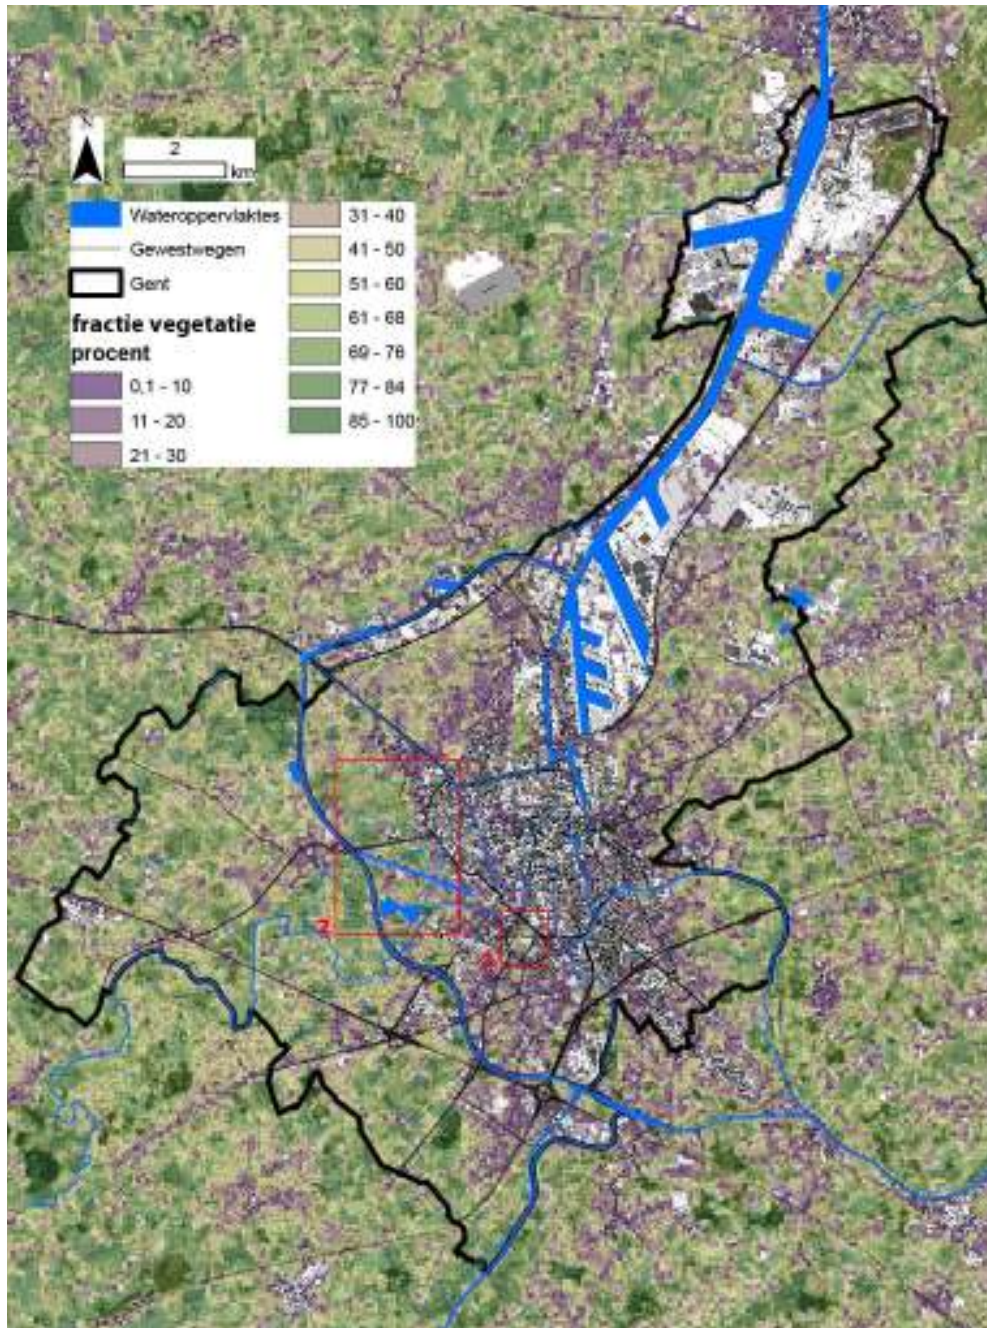 N
2
km
Wateroppervlaktes
Gewestwegen
Gent
fractie vegetatie
procent
0,1 - 10
11 - 20
21 - 30
31 - 40
41 - 50
51 - 60
61 - 68
69 - 76
77 - 84
85 - 100
2